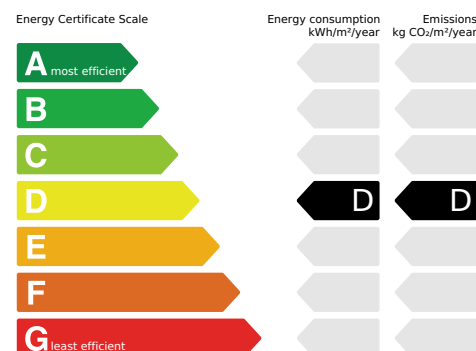 Energy Certificate Scale
Energy consumption
kWh/m²/year
Emissions
kg CO₂/m²/year
A most efficient
B
C
D D D
E
F
G least efficient